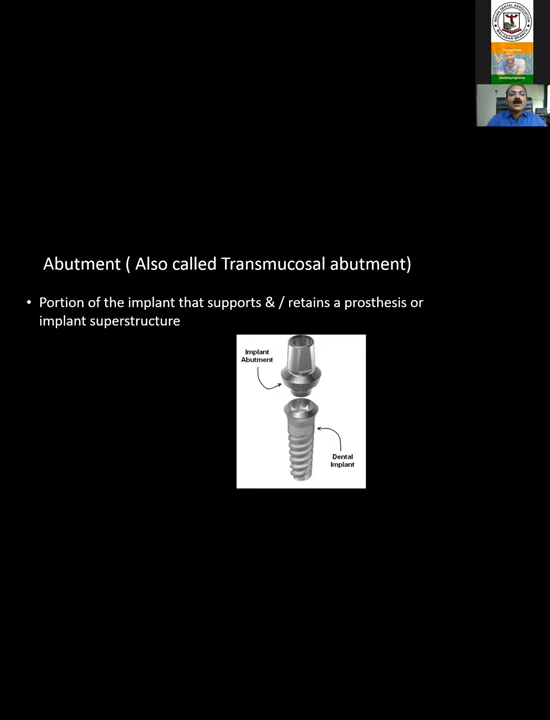 Abutment ( Also called Transmucosal abutment)
• Portion of the implant that supports & / retains a prosthesis or
implant superstructure
Implant
Abutment
Dental
Implant